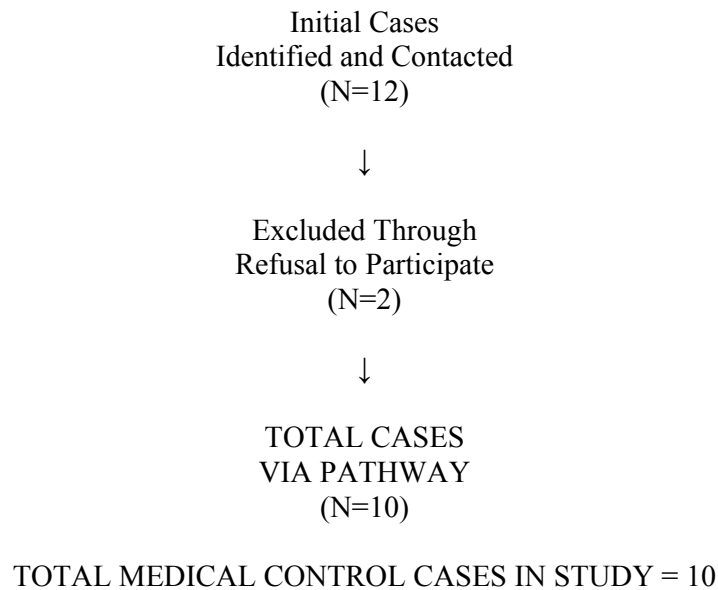 Initial Cases
Identified and Contacted
(N=12)
↓
Excluded Through
Refusal to Participate
(N=2)
↓
TOTAL CASES
VIA PATHWAY
(N=10)
TOTAL MEDICAL CONTROL CASES IN STUDY = 10